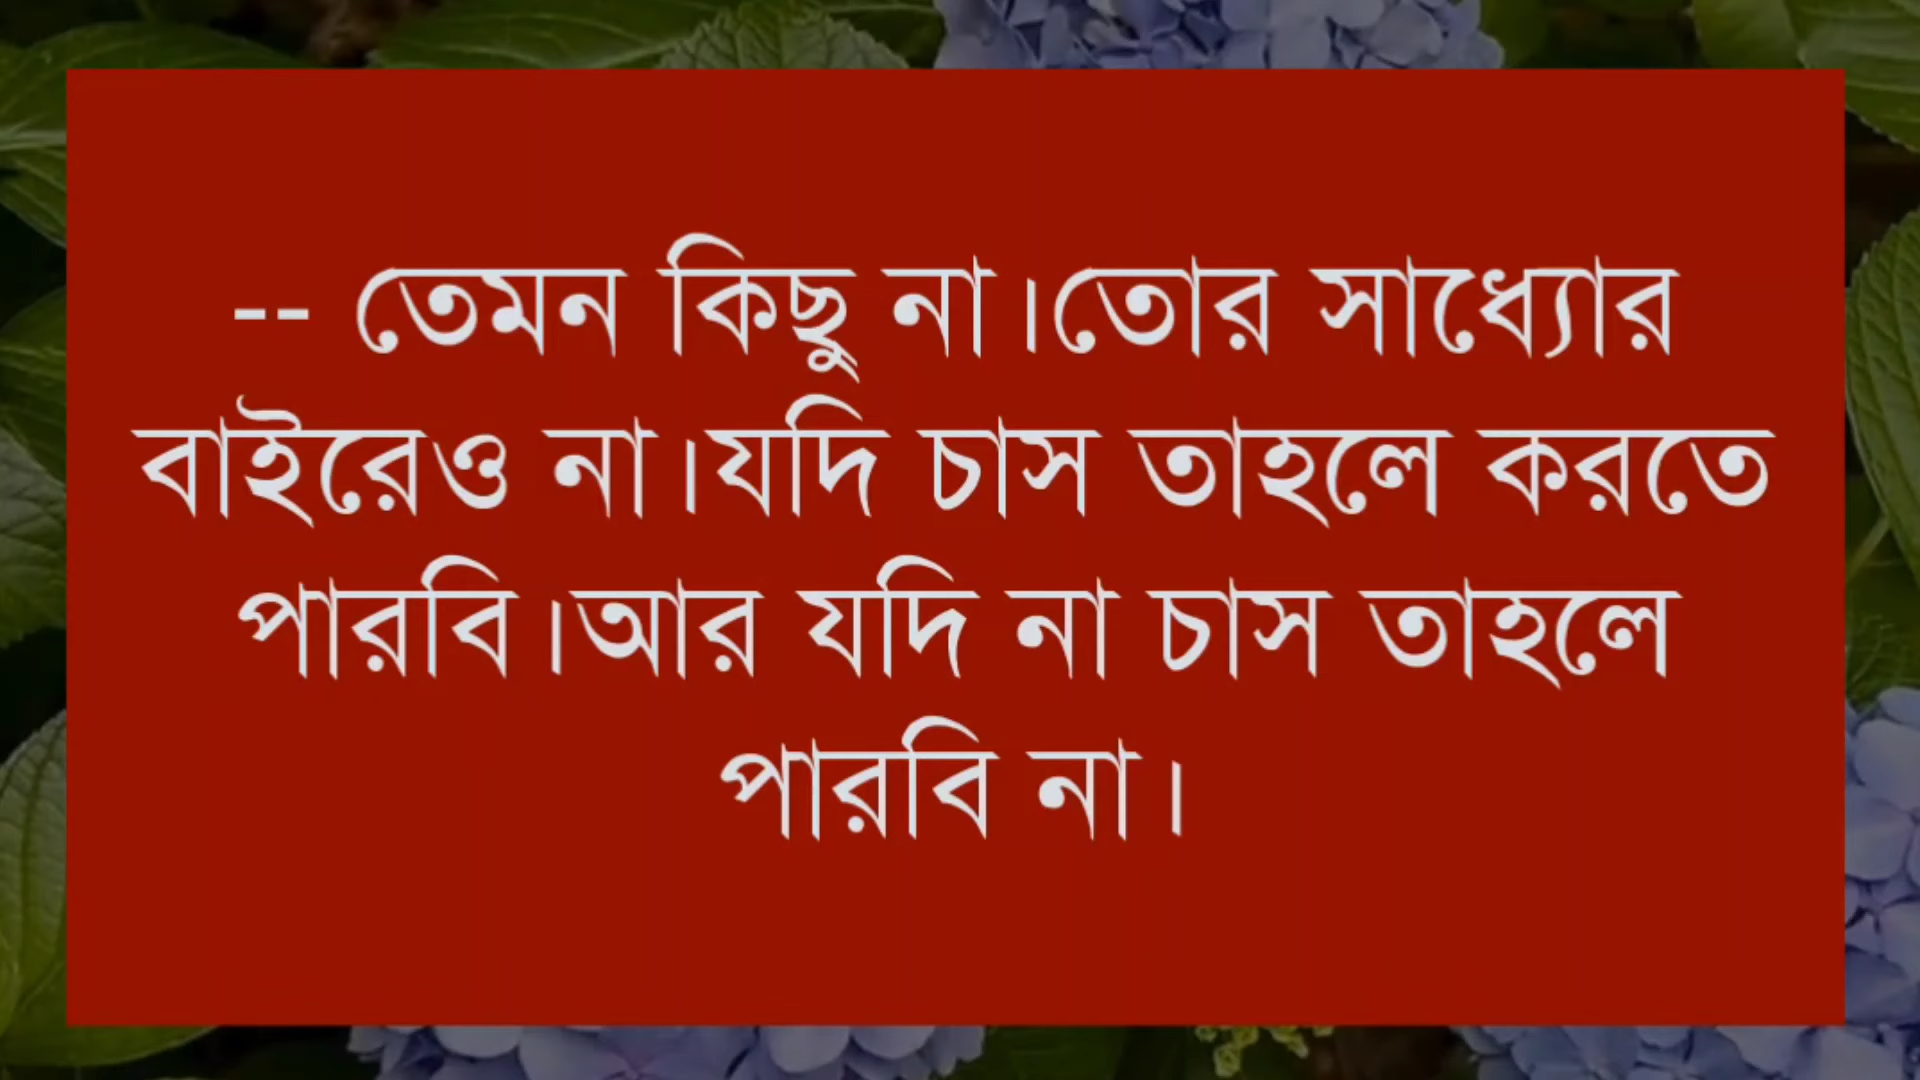 -- তেমন কিছু না।তোর সাধ্যোর
বাইরেও না।যদি চাস তাহলে করতে
পারবি।আর যদি না চাস তাহলে
পারবি না।